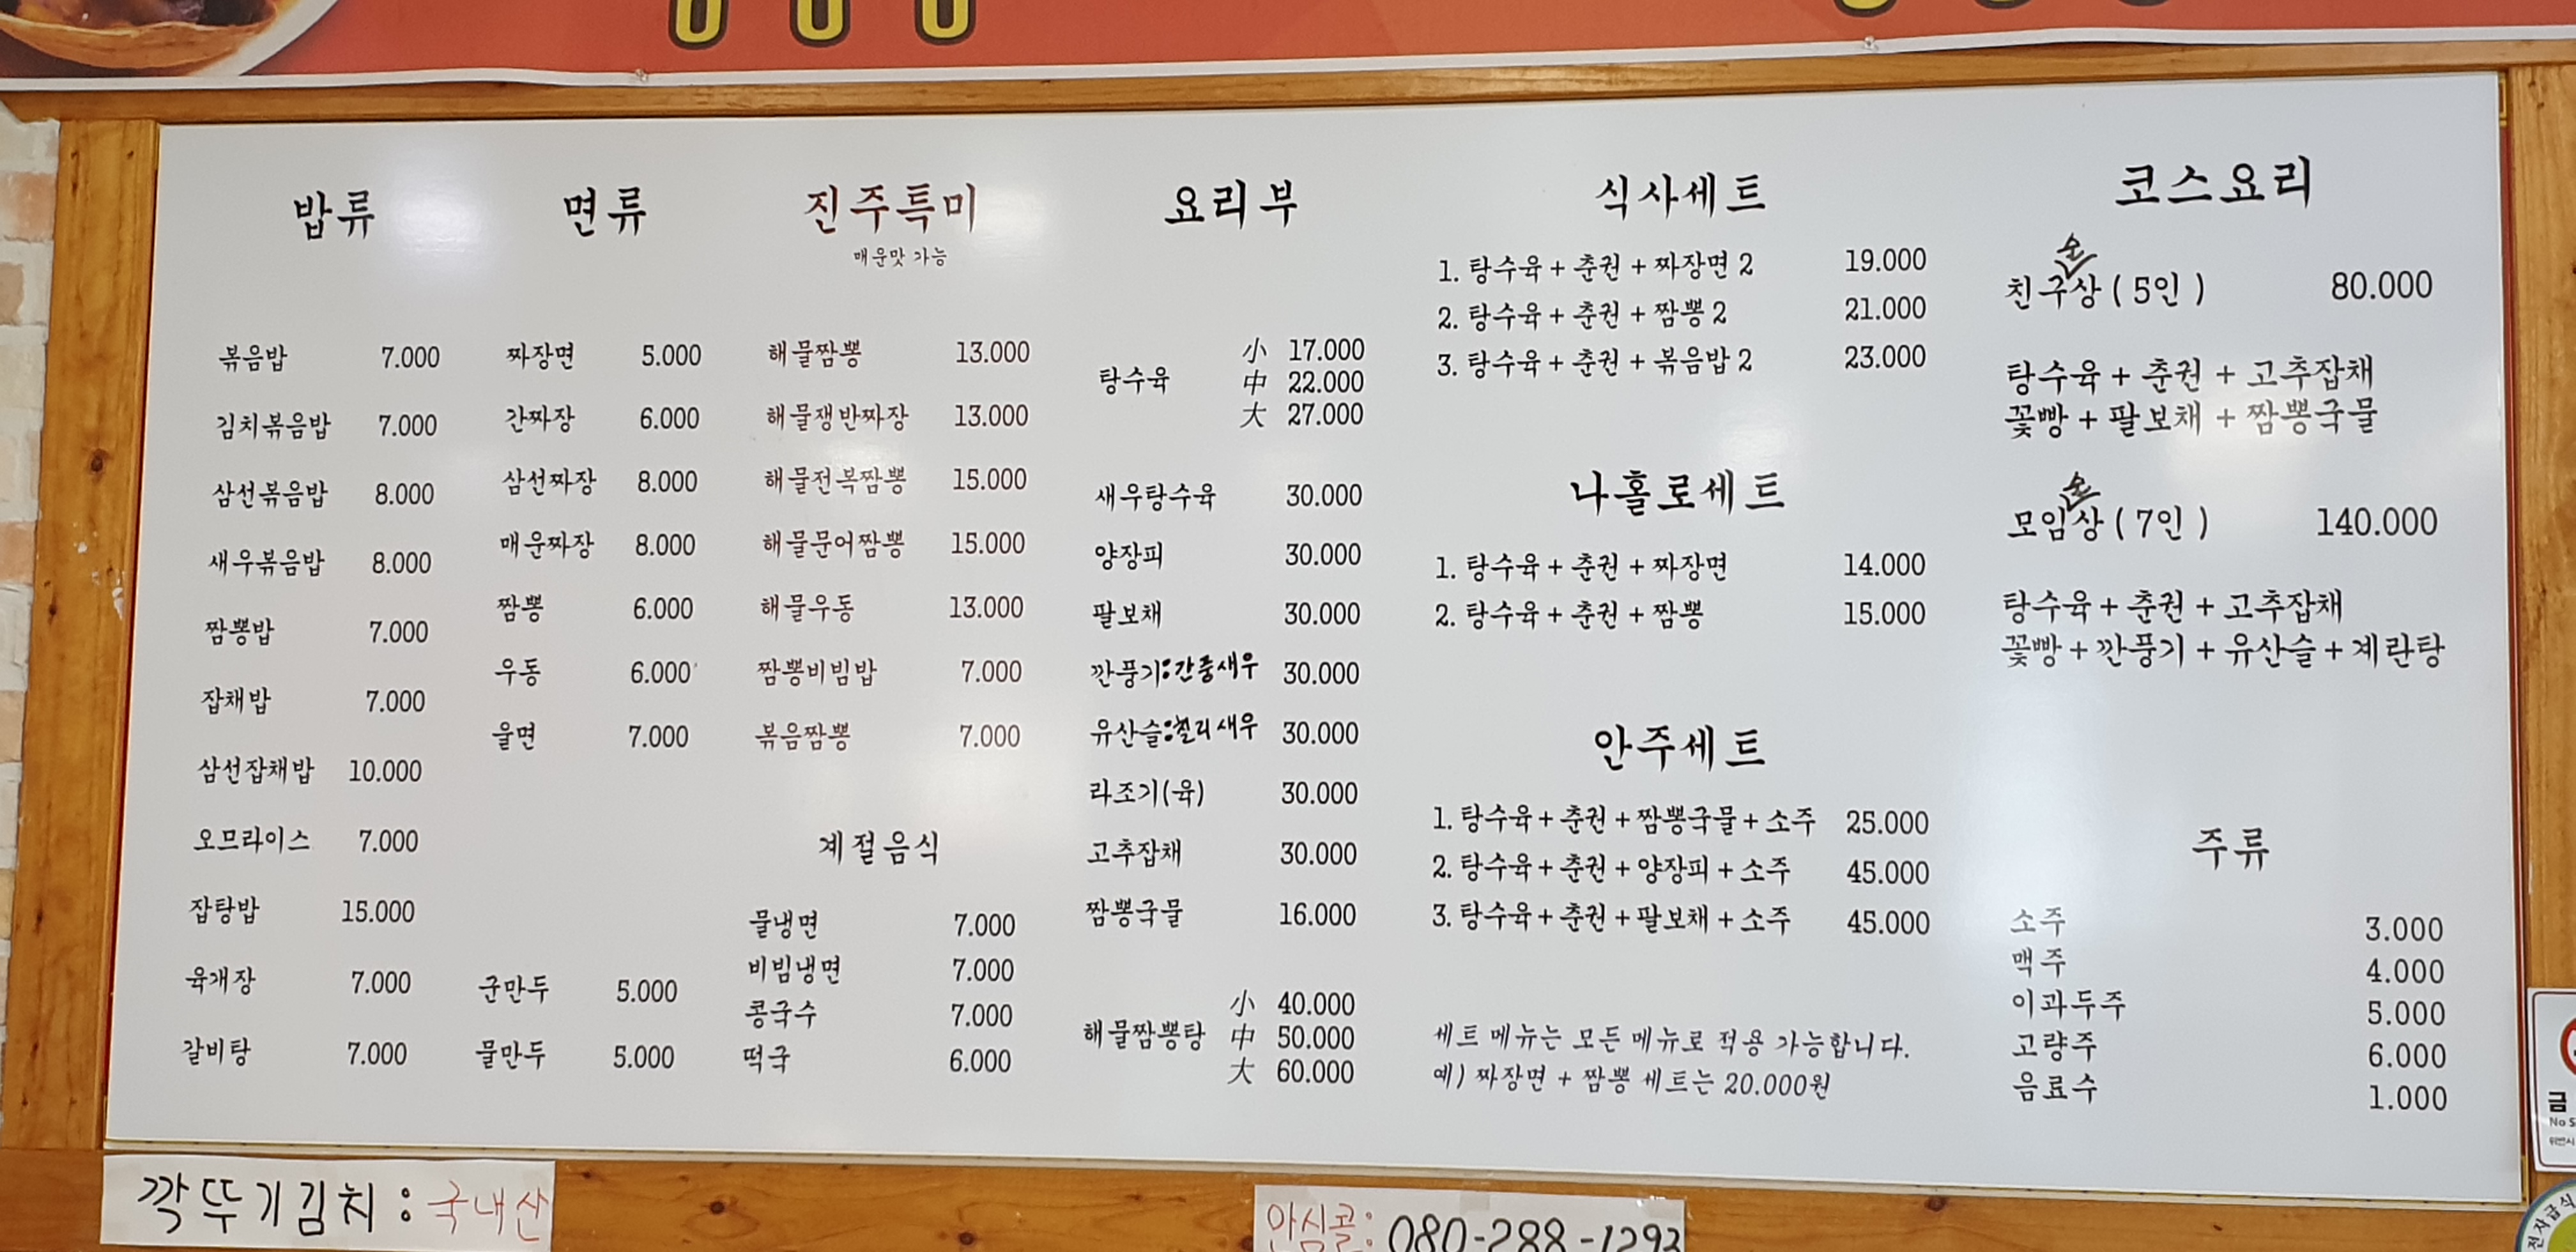 밥류
볶음밥 7.000
김치볶음밥 7.000
삼선볶음밥 8.000
새우볶음밥 8.000
짬뽕밥 7.000
잡채밥 7.000
삼선잡채밥 10.000
오므라이스 7.000
잡탕밥 15.000
육개장 7.000
갈비탕 7.000
면류
짜장면 5.000
간짜장 6.000
삼선짜장 8.000
매운짜장 8.000
짬뽕 6.000
우동 6.000
울면 7.000
군만두 5.000
물만두 5.000
진주특미
매운맛 가능
해물짬뽕 13.000
해물쟁반짜장 13.000
해물전복짬뽕 15.000
해물문어짬뽕 15.000
해물우동 13.000
짬뽕비빔밥 7.000
볶음짬뽕 7.000
계절음식
물냉면 7.000
비빔냉면 7.000
콩국수 7.000
떡국 6.000
요리부
탕수육 小 17.000
中 22.000
大 27.000
새우탕수육 30.000
양장피 30.000
팔보채 30.000
깐풍기:간풍새우 30.000
유산슬:칠리새우 30.000
라조기(육) 30.000
고추잡채 30.000
짬뽕국물 16.000
해물짬뽕탕 小 40.000
中 50.000
大 60.000
식사세트
1. 탕수육 + 춘권 + 짜장면 2 19.000
2. 탕수육 + 춘권 + 짬뽕 2 21.000
3. 탕수육 + 춘권 + 볶음밥 2 23.000
나홀로세트
1. 탕수육 + 춘권 + 짜장면 14.000
2. 탕수육 + 춘권 + 짬뽕 15.000
안주세트
1. 탕수육 + 춘권 + 짬뽕국물 + 소주 25.000
2. 탕수육 + 춘권 + 양장피 + 소주 45.000
3. 탕수육 + 춘권 + 팔보채 + 소주 45.000
세트 메뉴는 모든 메뉴로 적용 가능합니다.
예) 짜장면 + 짬뽕 세트는 20.000원
코스요리
친구상 ( 5인 ) 80.000
탕수육 + 춘권 + 고추잡채
꽃빵 + 팔보채 + 짬뽕국물
모임상 ( 7인 ) 140.000
탕수육 + 춘권 + 고추잡채
꽃빵 + 깐풍기 + 유산슬 + 계란탕
주류
소주 3.000
맥주 4.000
이과두주 5.000
고량주 6.000
음료수 1.000
깍뚜기김치 : 국내산
안심콜: 080-288-1293
금
No S
전자급식